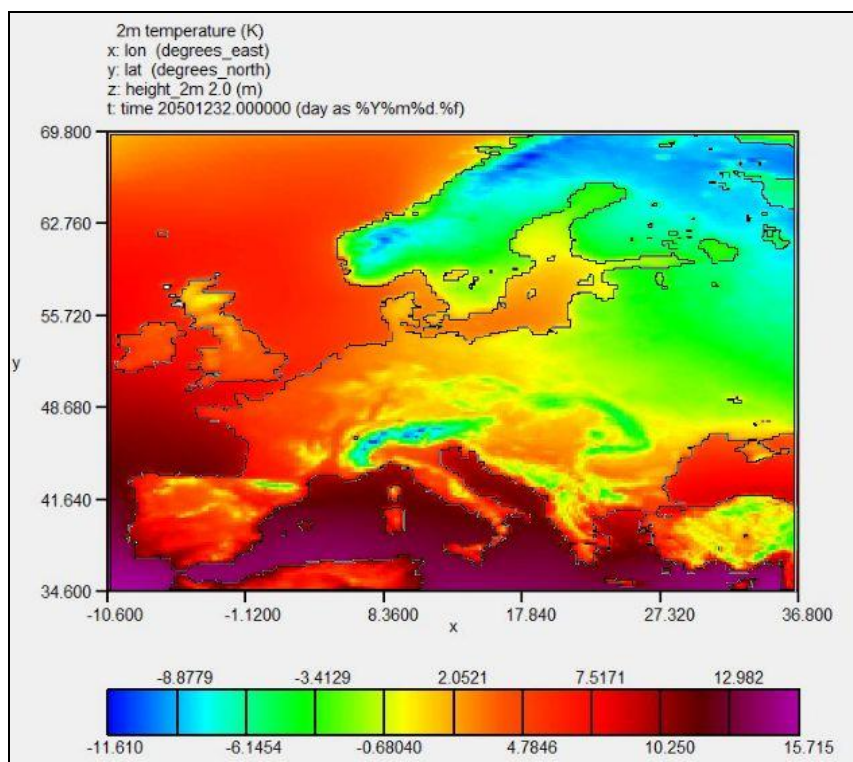 2m temperature (K)
x: lon (degrees_east)
y: lat (degrees_north)
z: height_2m 2.0 (m)
t: time 20501232.000000 (day as %Y%m%d.%f)
69.800
62.760
55.720
y
48.680
41.640
34.600
-10.600 -1.1200 8.3600 17.840 27.320 36.800
x
-8.8779 -3.4129 2.0521 7.5171 12.982
-11.610 -6.1454 -0.68040 4.7846 10.250 15.715